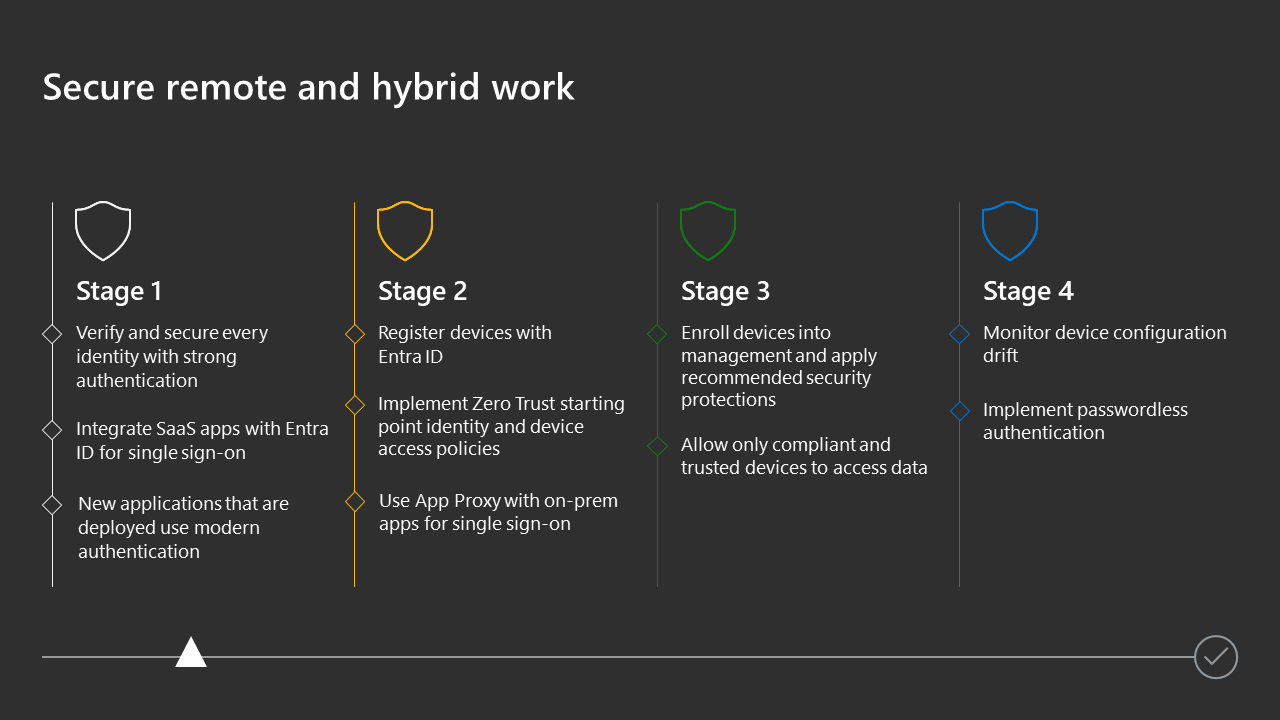 Secure remote and hybrid work
Stage 1
Verify and secure every
identity with strong
authentication
Integrate SaaS apps with Entra
ID for single sign-on
New applications that are
deployed use modern
authentication
Stage 2
Register devices with
Entra ID
Implement Zero Trust starting
point identity and device
access policies
Use App Proxy with on-prem
apps for single sign-on
Stage 3
Enroll devices into
management and apply
recommended security
protections
Allow only compliant and
trusted devices to access data
Stage 4
Monitor device configuration
drift
Implement passwordless
authentication